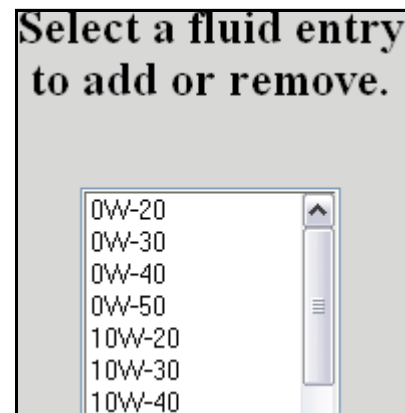 Select a fluid entry
to add or remove.
0W-20
0W-30
0W-40
0W-50
10W-20
10W-30
10W-40